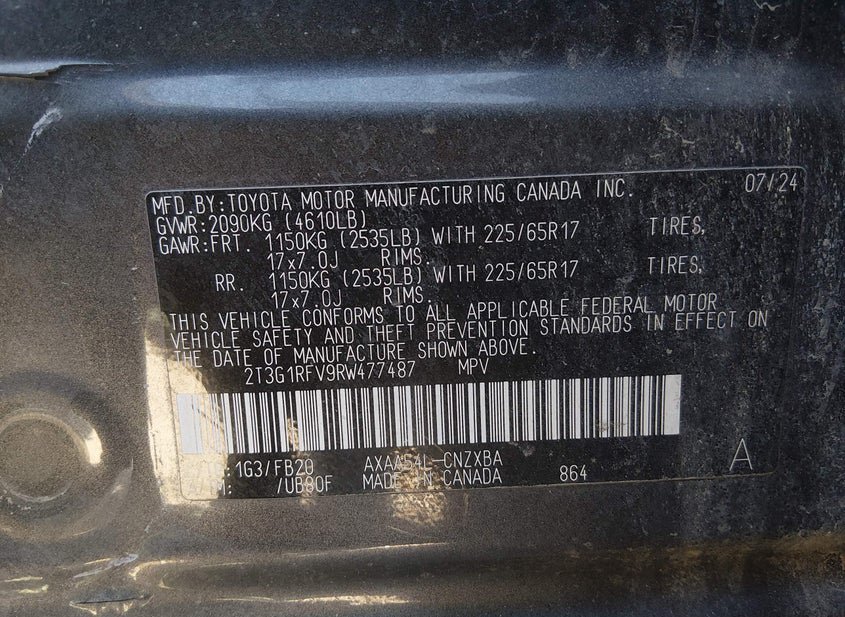 MFD.BY:TOYOTA MOTOR MANUFACTURING CANADA INC. 07/24
GVWR:2090KG (4610LB)
GAWR:FRT. 1150KG (2535LB) WITH 225/65R17 TIRES,
17x7.0J RIMS.
RR. 1150KG (2535LB) WITH 225/65R17 TIRES,
17x7.0J RIMS.
THIS VEHICLE CONFORMS TO ALL APPLICABLE FEDERAL MOTOR
VEHICLE SAFETY AND THEFT PREVENTION STANDARDS IN EFFECT ON
THE DATE OF MANUFACTURE SHOWN ABOVE.
2T3G1RFV9RW477487 MPV
1G3/FB20 AXAA54L-CNZXBA A
/UB80F MADE IN CANADA 864